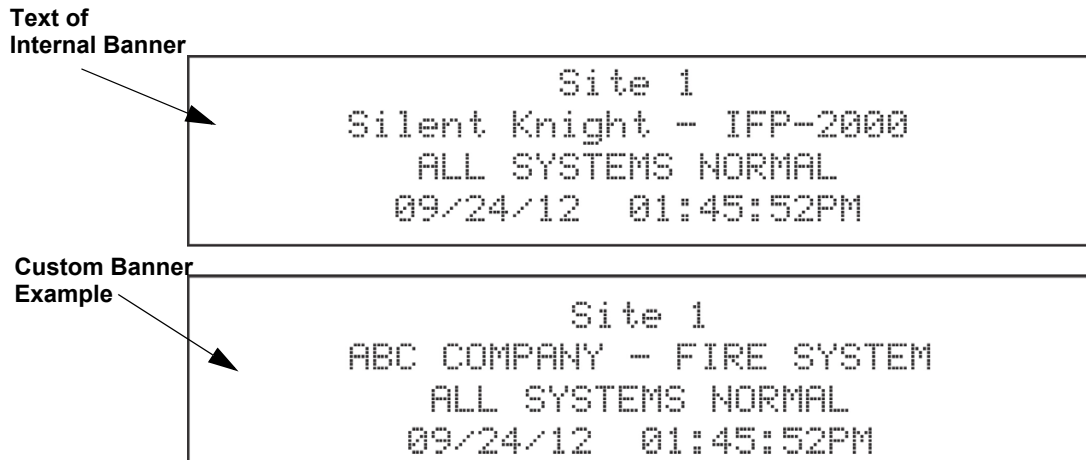 Text of
Internal Banner
Site 1
Silent Knight - IFP-2000
ALL SYSTEMS NORMAL
09/24/12 01:45:52PM
Custom Banner
Example
Site 1
ABC COMPANY - FIRE SYSTEM
ALL SYSTEMS NORMAL
09/24/12 01:45:52PM